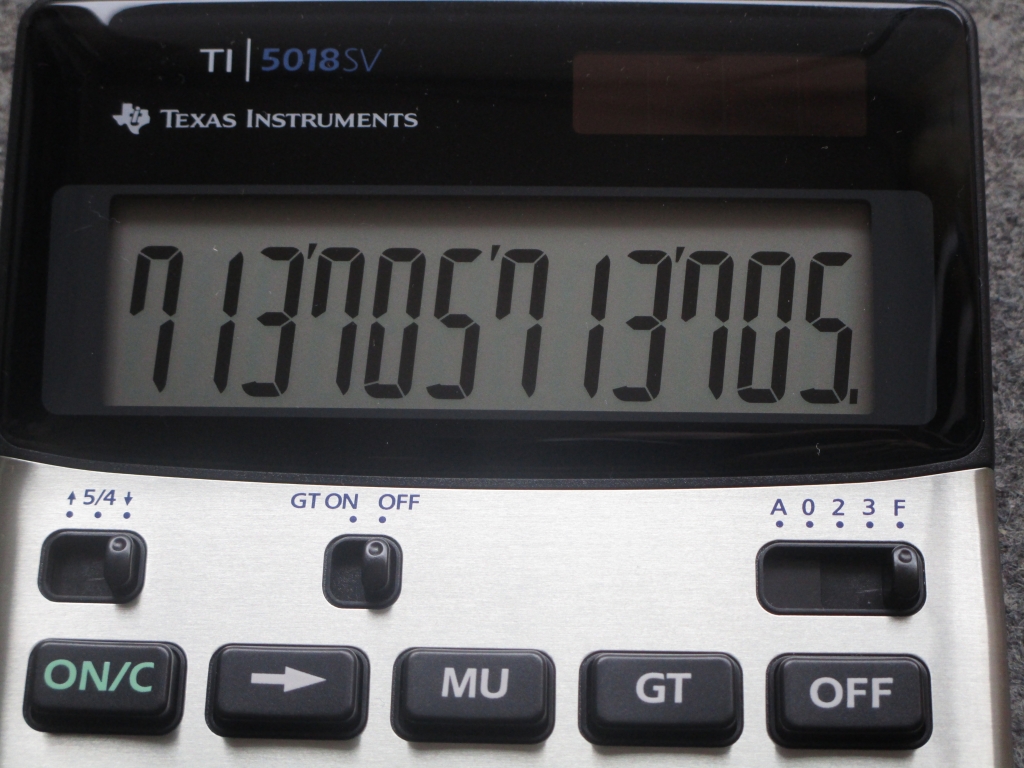 TI 5018SV
TEXAS INSTRUMENTS
713'705'713'705.
↑ 5/4 ↓
GT ON OFF
A 0 2 3 F
ON/C → MU GT OFF